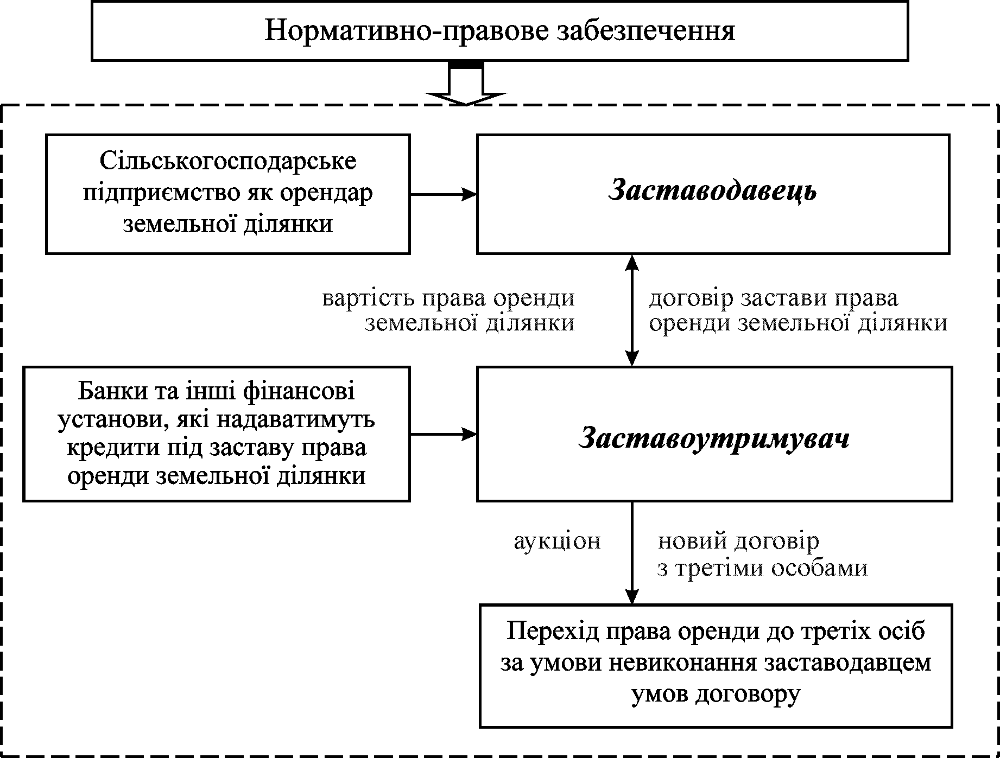 Нормативно-правове забезпечення
Сільськогосподарське
підприємство як орендар
земельної ділянки
Заставодавець
вартість права оренди
земельної ділянки
договір застави права
оренди земельної ділянки
Банки та інші фінансові
установи, які надаватимуть
кредити під заставу права
оренди земельної ділянки
Заставоутримувач
аукціон
новий договір
з третіми особами
Перехід права оренди до третіх осіб
за умови невиконання заставодавцем
умов договору